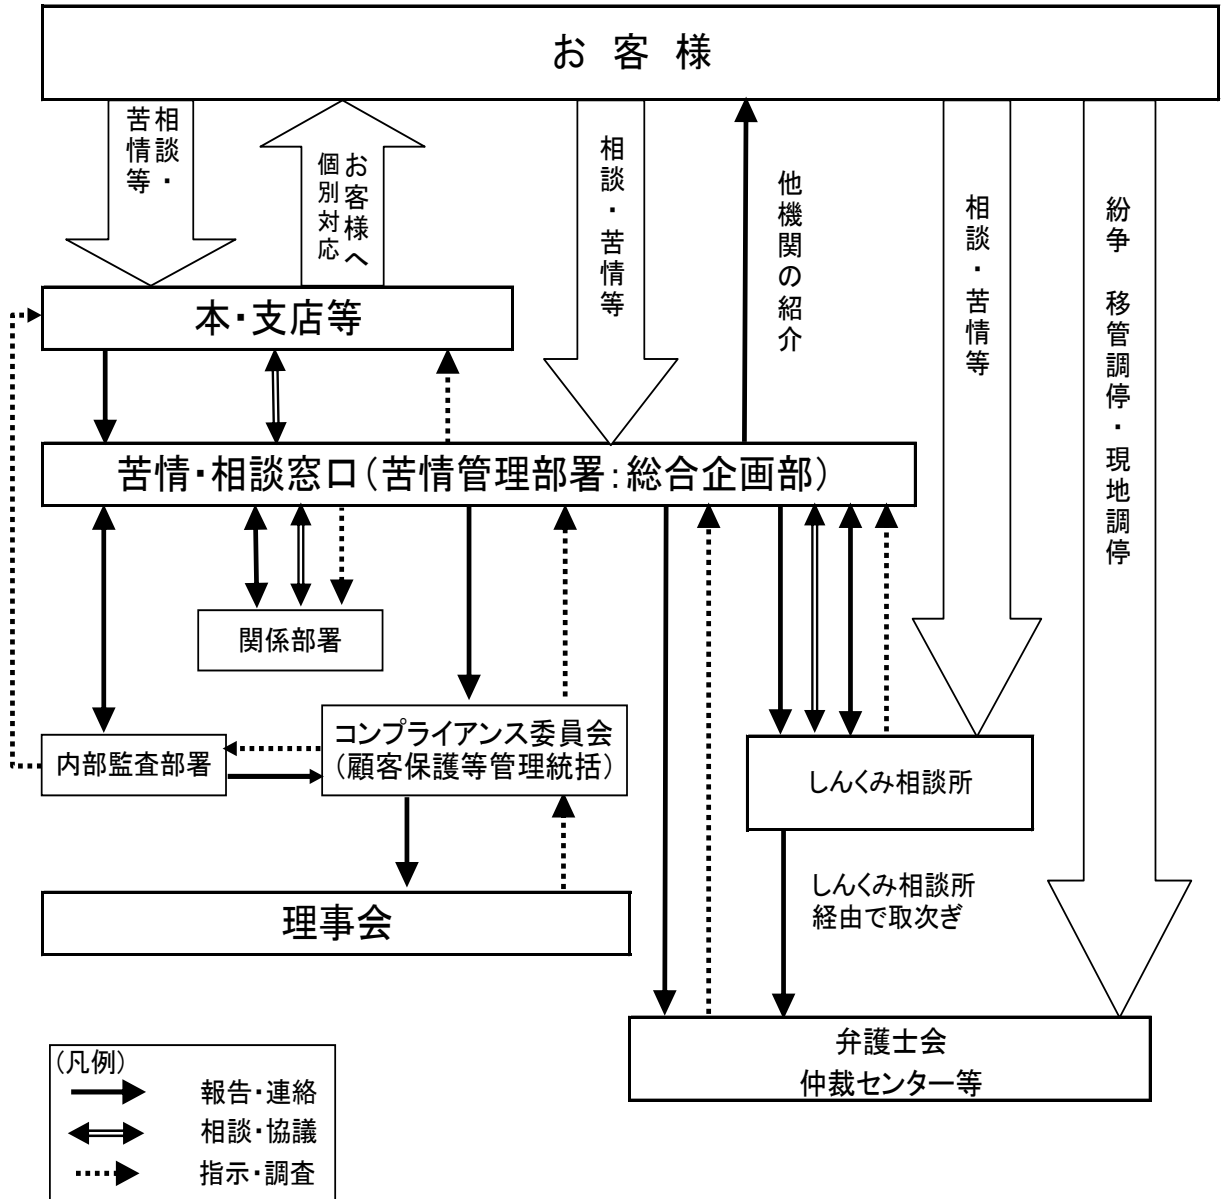 お 客 様
相談・
苦情等
お客様へ
個別対応
相談・苦情等
他機関の紹介
相談・苦情等
紛争 移管調停・現地調停
本・支店等
苦情・相談窓口(苦情管理部署:総合企画部)
関係部署
コンプライアンス委員会
(顧客保護等管理統括)
内部監査部署
しんくみ相談所
しんくみ相談所
経由で取次ぎ
理事会
弁護士会
仲裁センター等
(凡例)
報告・連絡
相談・協議
指示・調査